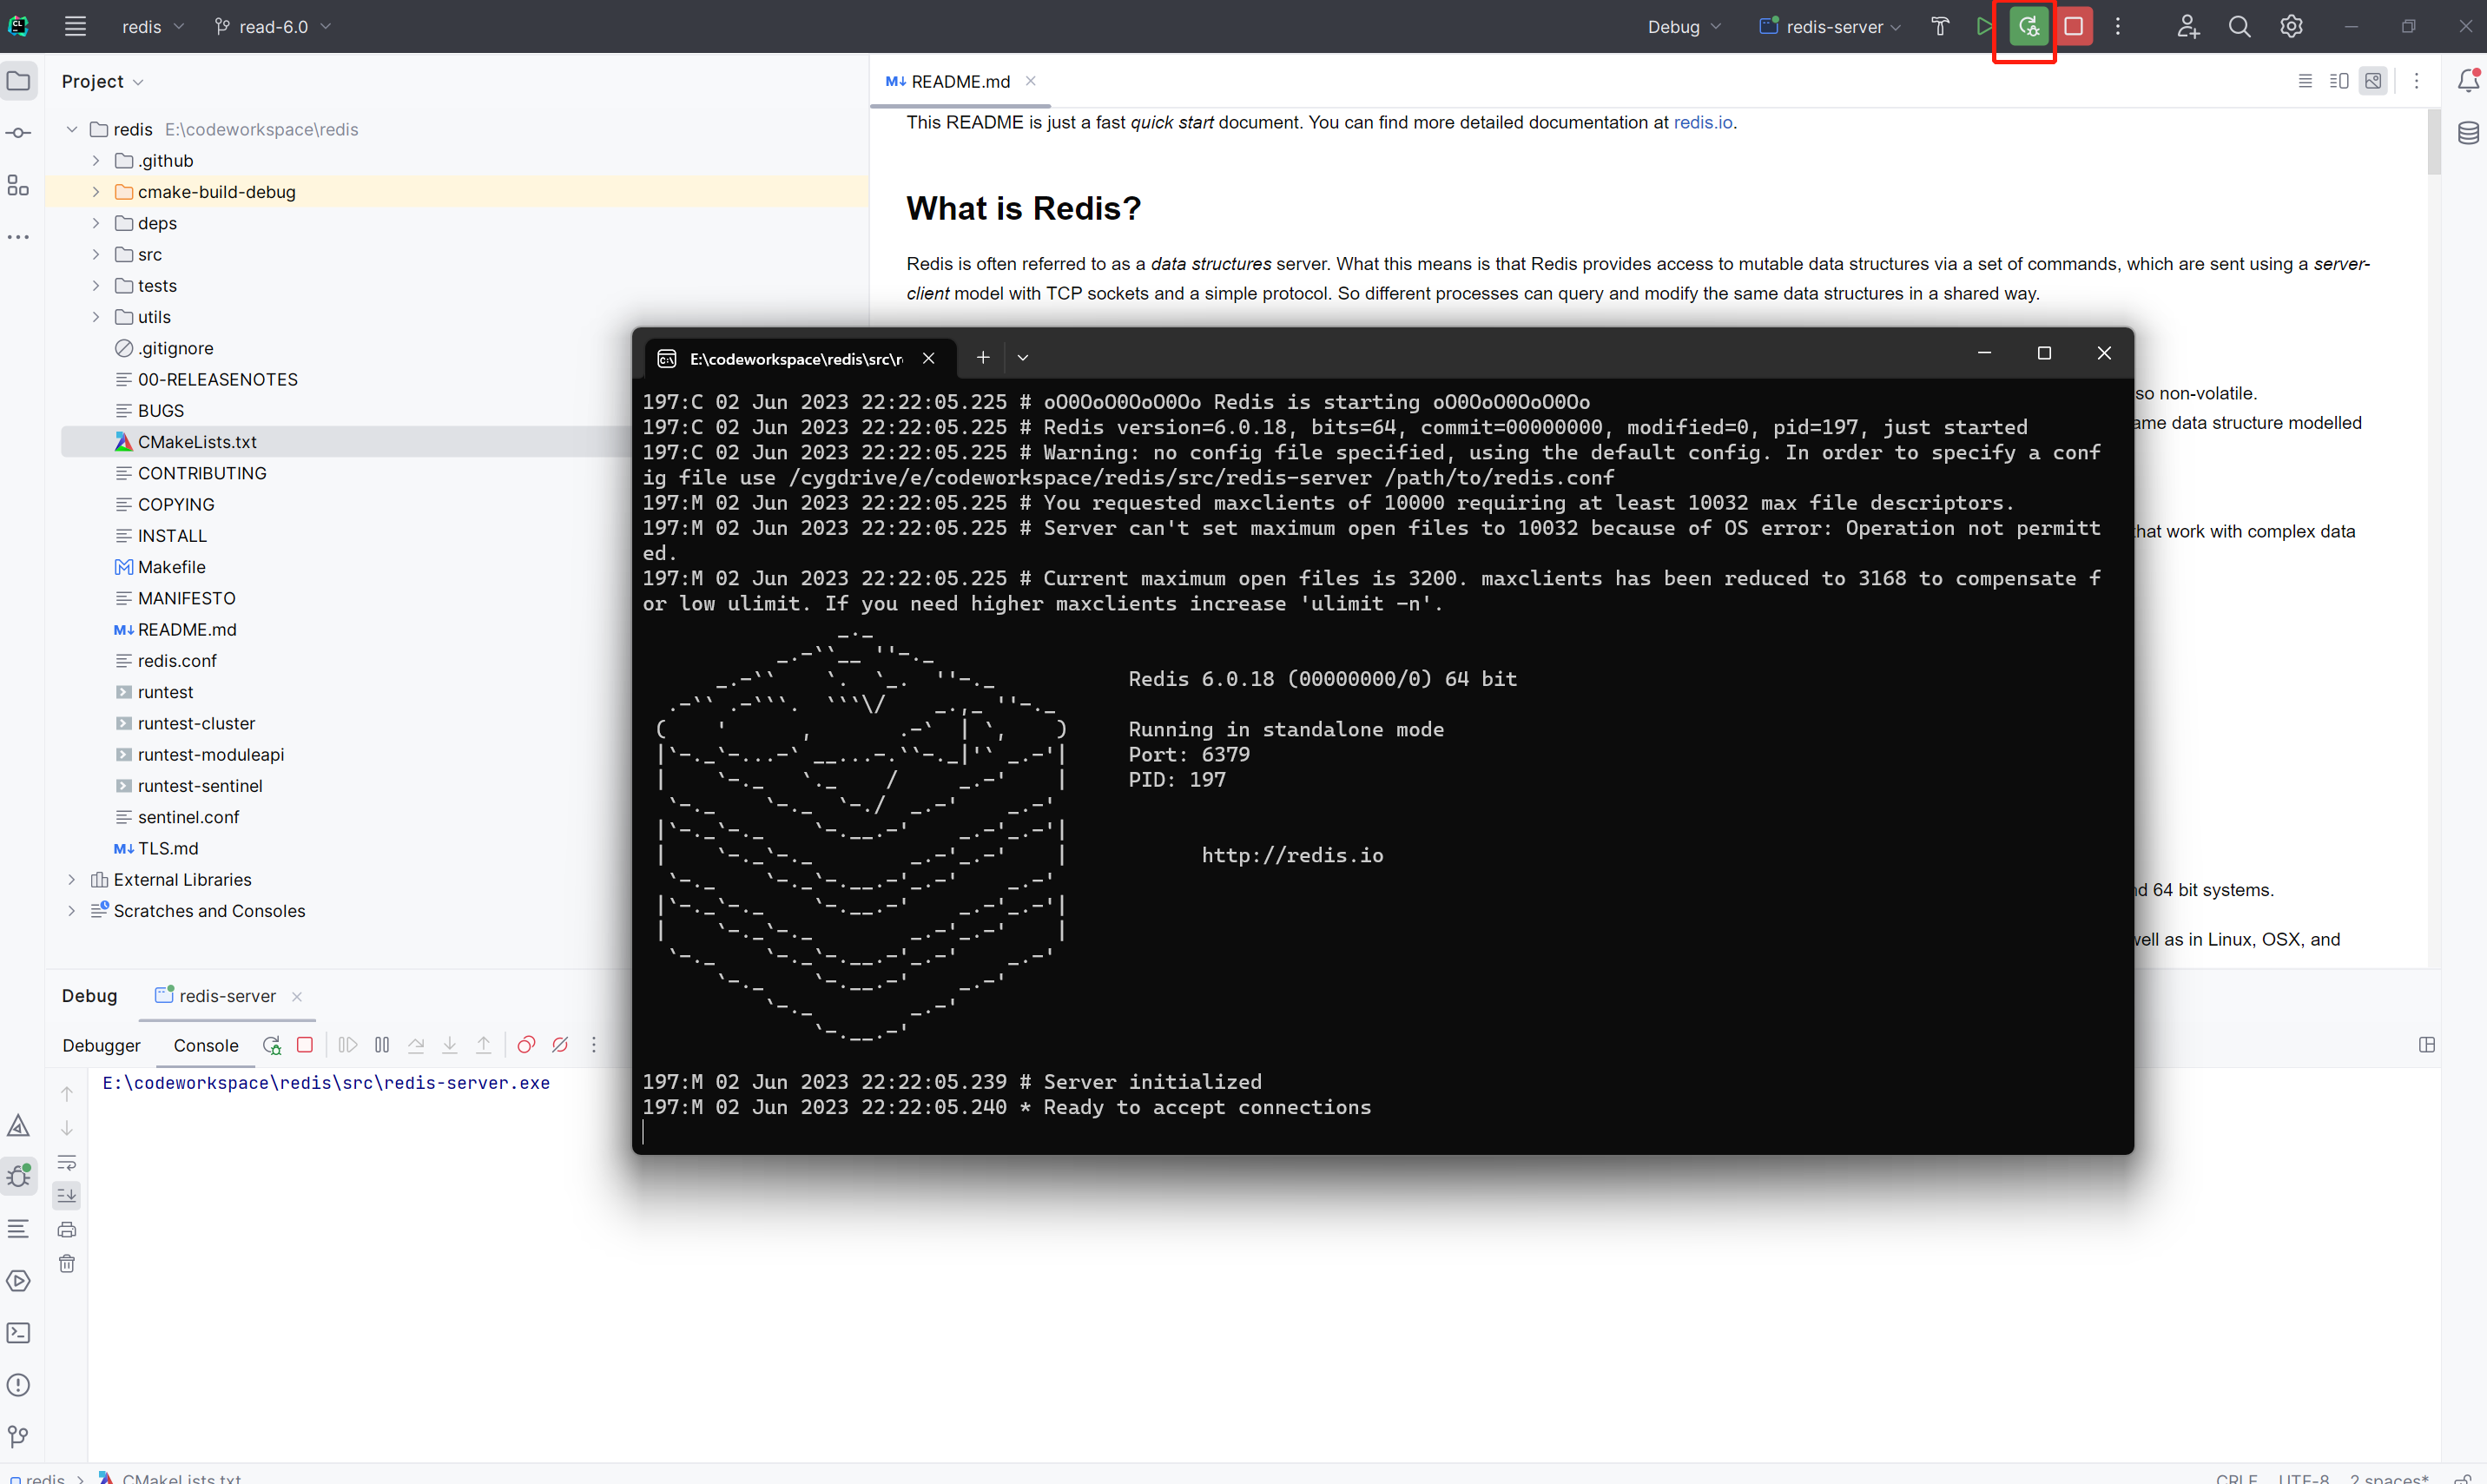 redis
read-6.0
Debug
redis-server
Project
redis E:\codeworkspace\redis
.github
cmake-build-debug
deps
src
tests
utils
.gitignore
00-RELEASENOTES
BUGS
CMakeLists.txt
CONTRIBUTING
COPYING
INSTALL
Makefile
MANIFESTO
README.md
redis.conf
runtest
runtest-cluster
runtest-moduleapi
runtest-sentinel
sentinel.conf
TLS.md
External Libraries
Scratches and Consoles
README.md
This README is just a fast quick start document. You can find more detailed documentation at redis.io.
What is Redis?
Redis is often referred to as a data structures server. What this means is that Redis provides access to mutable data structures via a set of commands, which are sent using a server-
client model with TCP sockets and a simple protocol. So different processes can query and modify the same data structures in a shared way.
so non-volatile.
ame data structure modelled
hat work with complex data
nd 64 bit systems.
well as in Linux, OSX, and
E:\codeworkspace\redis\src\r
197:C 02 Jun 2023 22:22:05.225 # oO0OoO0OoO0Oo Redis is starting oO0OoO0OoO0Oo
197:C 02 Jun 2023 22:22:05.225 # Redis version=6.0.18, bits=64, commit=00000000, modified=0, pid=197, just started
197:C 02 Jun 2023 22:22:05.225 # Warning: no config file specified, using the default config. In order to specify a conf
ig file use /cygdrive/e/codeworkspace/redis/src/redis-server /path/to/redis.conf
197:M 02 Jun 2023 22:22:05.225 # You requested maxclients of 10000 requiring at least 10032 max file descriptors.
197:M 02 Jun 2023 22:22:05.225 # Server can't set maximum open files to 10032 because of OS error: Operation not permitt
ed.
197:M 02 Jun 2023 22:22:05.225 # Current maximum open files is 3200. maxclients has been reduced to 3168 to compensate f
or low ulimit. If you need higher maxclients increase 'ulimit -n'.
Redis 6.0.18 (00000000/0) 64 bit
Running in standalone mode
Port: 6379
PID: 197
http://redis.io
197:M 02 Jun 2023 22:22:05.239 # Server initialized
197:M 02 Jun 2023 22:22:05.240 * Ready to accept connections
Debug
redis-server
Debugger
Console
E:\codeworkspace\redis\src\redis-server.exe
redis > CMakeLists.txt
CRLF UTF-8 2 spaces*